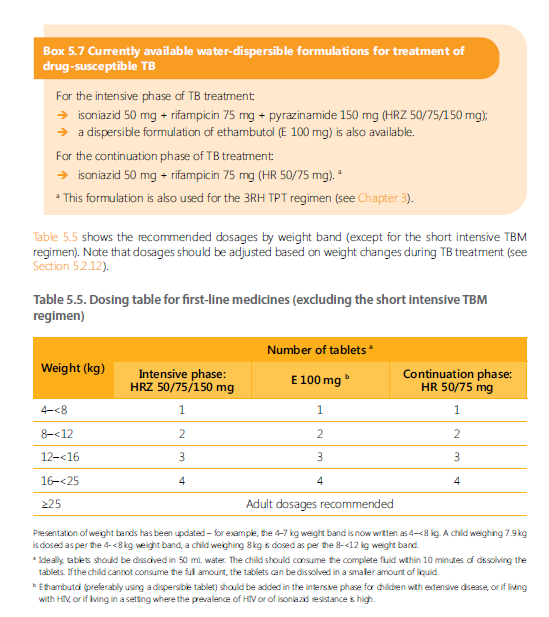 Box 5.7 Currently available water-dispersible formulations for treatment of
drug-susceptible TB
For the intensive phase of TB treatment:
➔ isoniazid 50 mg + rifampicin 75 mg + pyrazinamide 150 mg (HRZ 50/75/150 mg);
➔ a dispersible formulation of ethambutol (E 100 mg) is also available.
For the continuation phase of TB treatment:
➔ isoniazid 50 mg + rifampicin 75 mg (HR 50/75 mg). a
a This formulation is also used for the 3RH TPT regimen (see Chapter 3).
Table 5.5 shows the recommended dosages by weight band (except for the short intensive TBM
regimen). Note that dosages should be adjusted based on weight changes during TB treatment (see
Section 5.2.12).
Table 5.5. Dosing table for first-line medicines (excluding the short intensive TBM
regimen)
Weight (kg)
Number of tablets a
Intensive phase:
HRZ 50/75/150 mg
E 100 mg b
Continuation phase:
HR 50/75 mg
4–<8 1 1 1
8–<12 2 2 2
12–<16 3 3 3
16–<25 4 4 4
≥25 Adult dosages recommended
Presentation of weight bands has been updated – for example, the 4–7 kg weight band is now written as 4–<8 kg. A child weighing 7.9 kg
is dosed as per the 4-<8 kg weight band, a child weighing 8 kg is dosed as per the 8-<12 kg weight band.
a Ideally, tablets should be dissolved in 50 mL water. The child should consume the complete fluid within 10 minutes of dissolving the
tablets. If the child cannot consume the full amount, the tablets can be dissolved in a smaller amount of liquid.
b Ethambutol (preferably using a dispersible tablet) should be added in the intensive phase for children with extensive disease, or if living
with HIV, or if living in a setting where the prevalence of HIV or of isoniazid resistance is high.